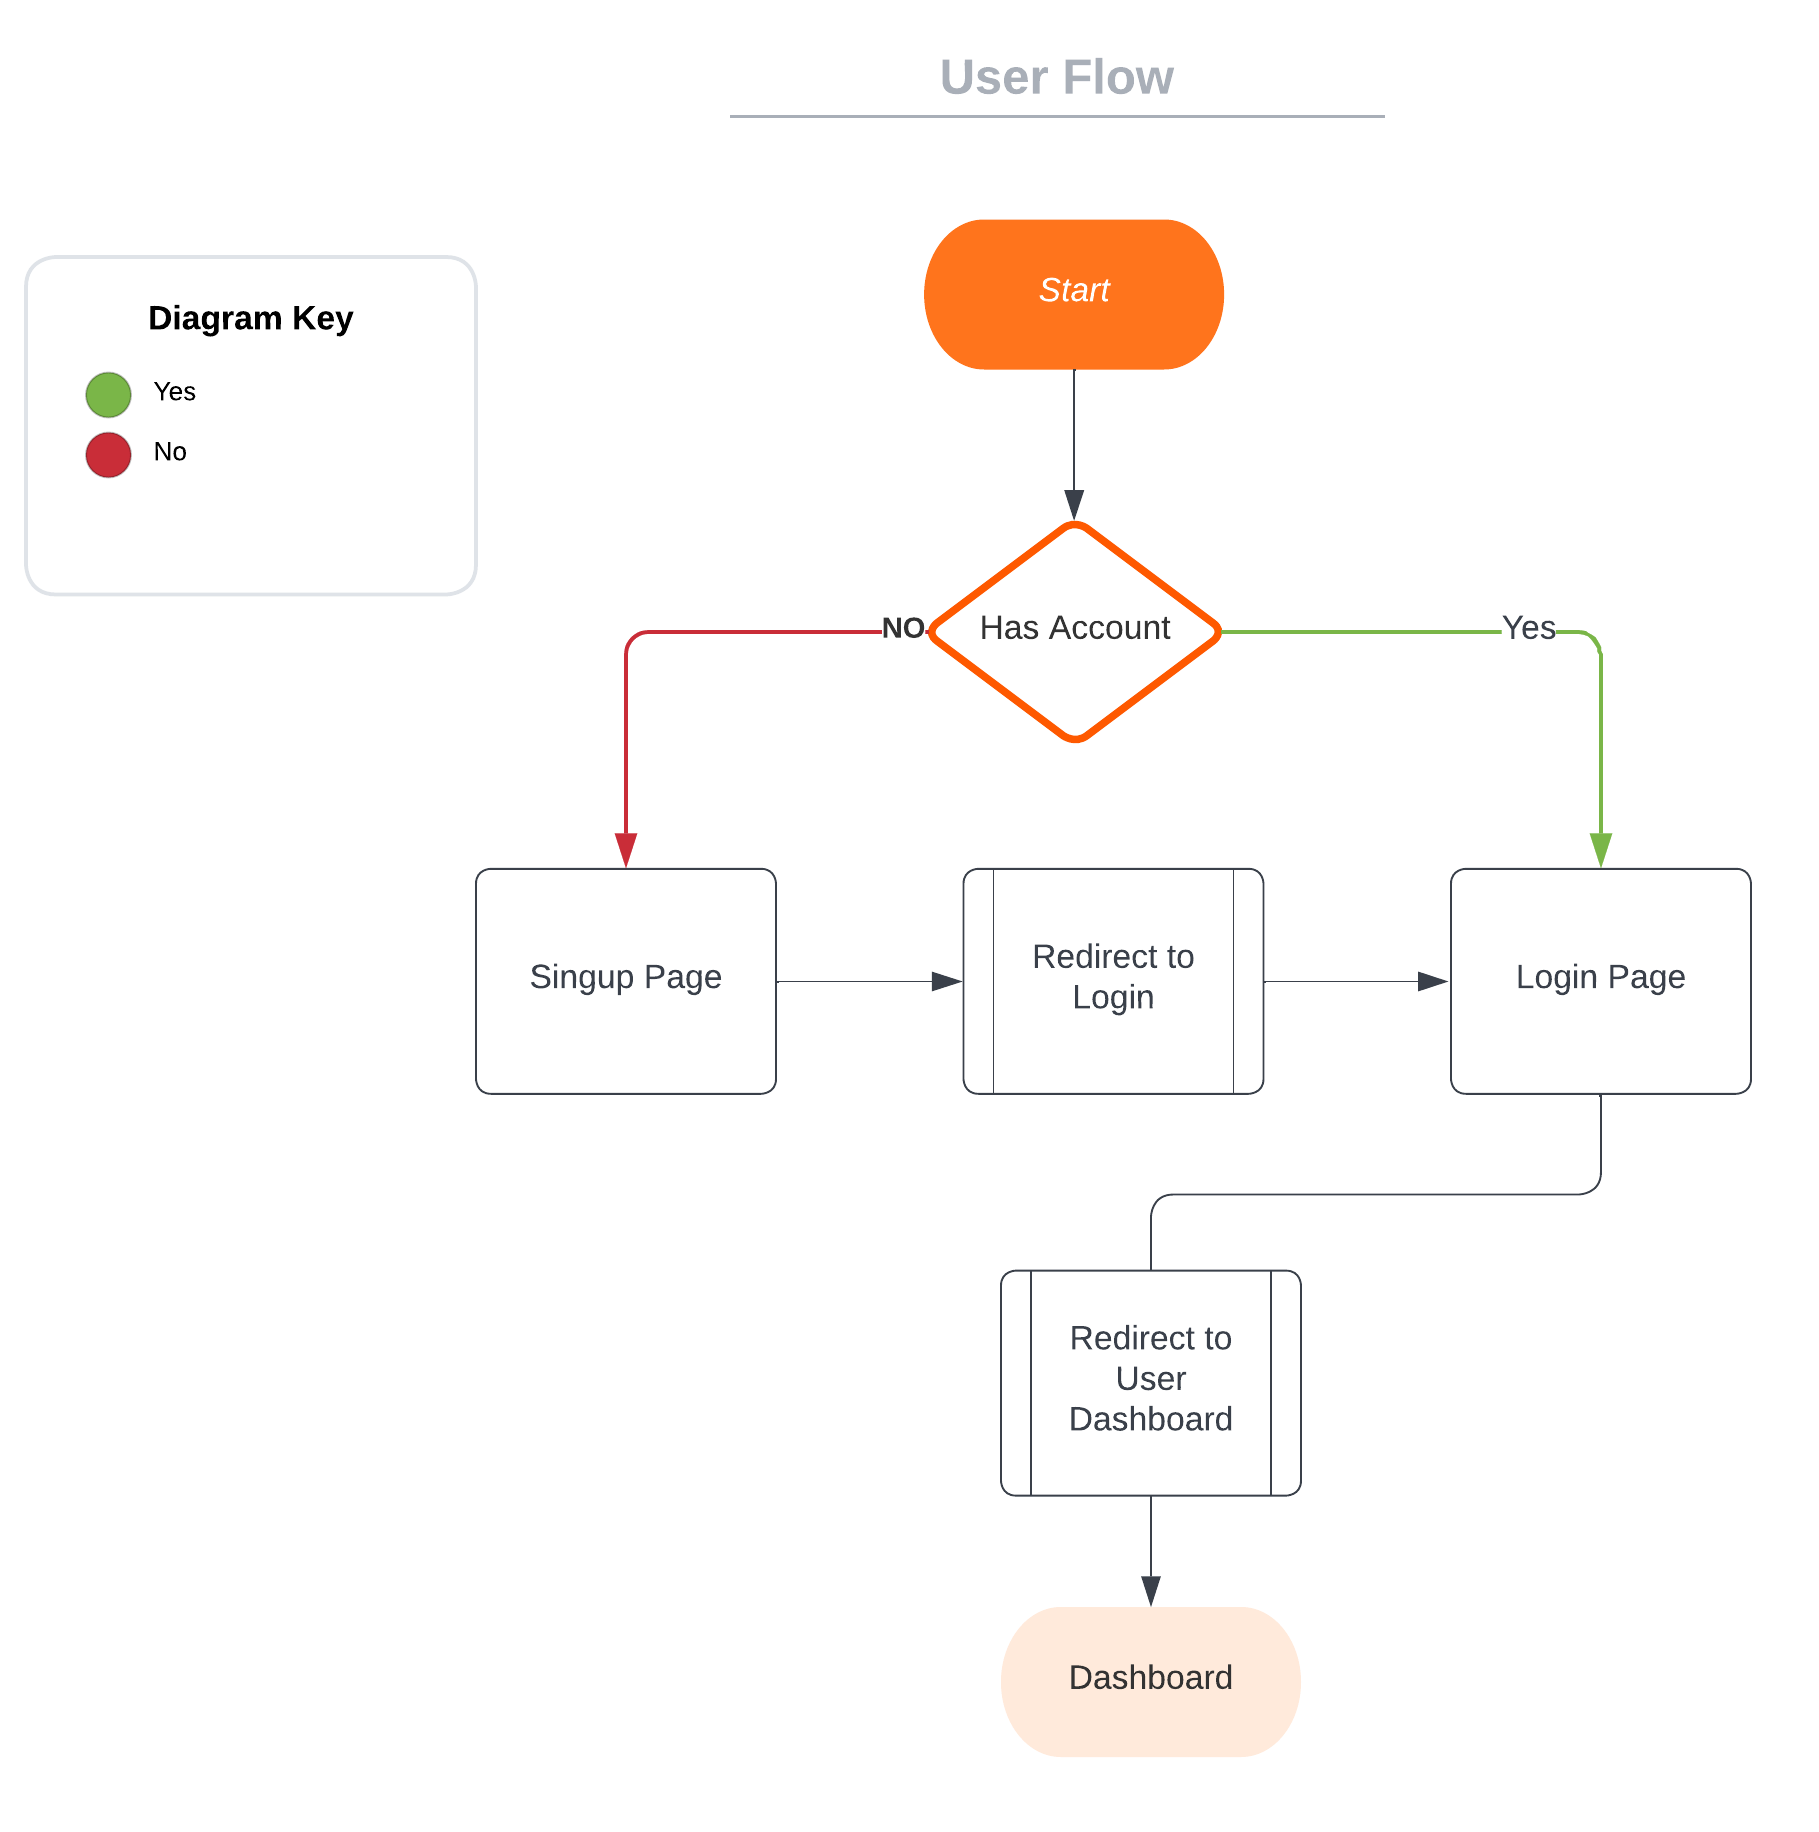 User Flow
Start
Diagram Key
Yes
No
NO
Has Account
Yes
Singup Page
Redirect to
Login
Login Page
Redirect to
User
Dashboard
Dashboard